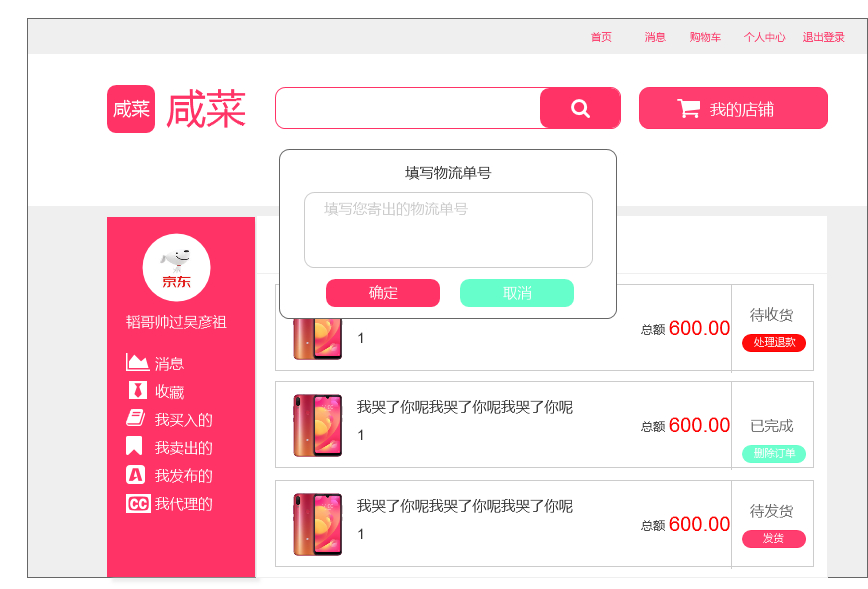 首页 消息 购物车 个人中心 退出登录
咸菜 咸菜 我的店铺
填写物流单号
填写您寄出的物流单号
确定 取消
京东
韬哥帅过吴彦祖
消息
收藏
我买入的
我卖出的
我发布的
我代理的
1 总额 600.00 待收货
处理退款
我哭了你呢我哭了你呢我哭了你呢
1 总额 600.00 已完成
删除订单
我哭了你呢我哭了你呢我哭了你呢
1 总额 600.00 待发货
发货